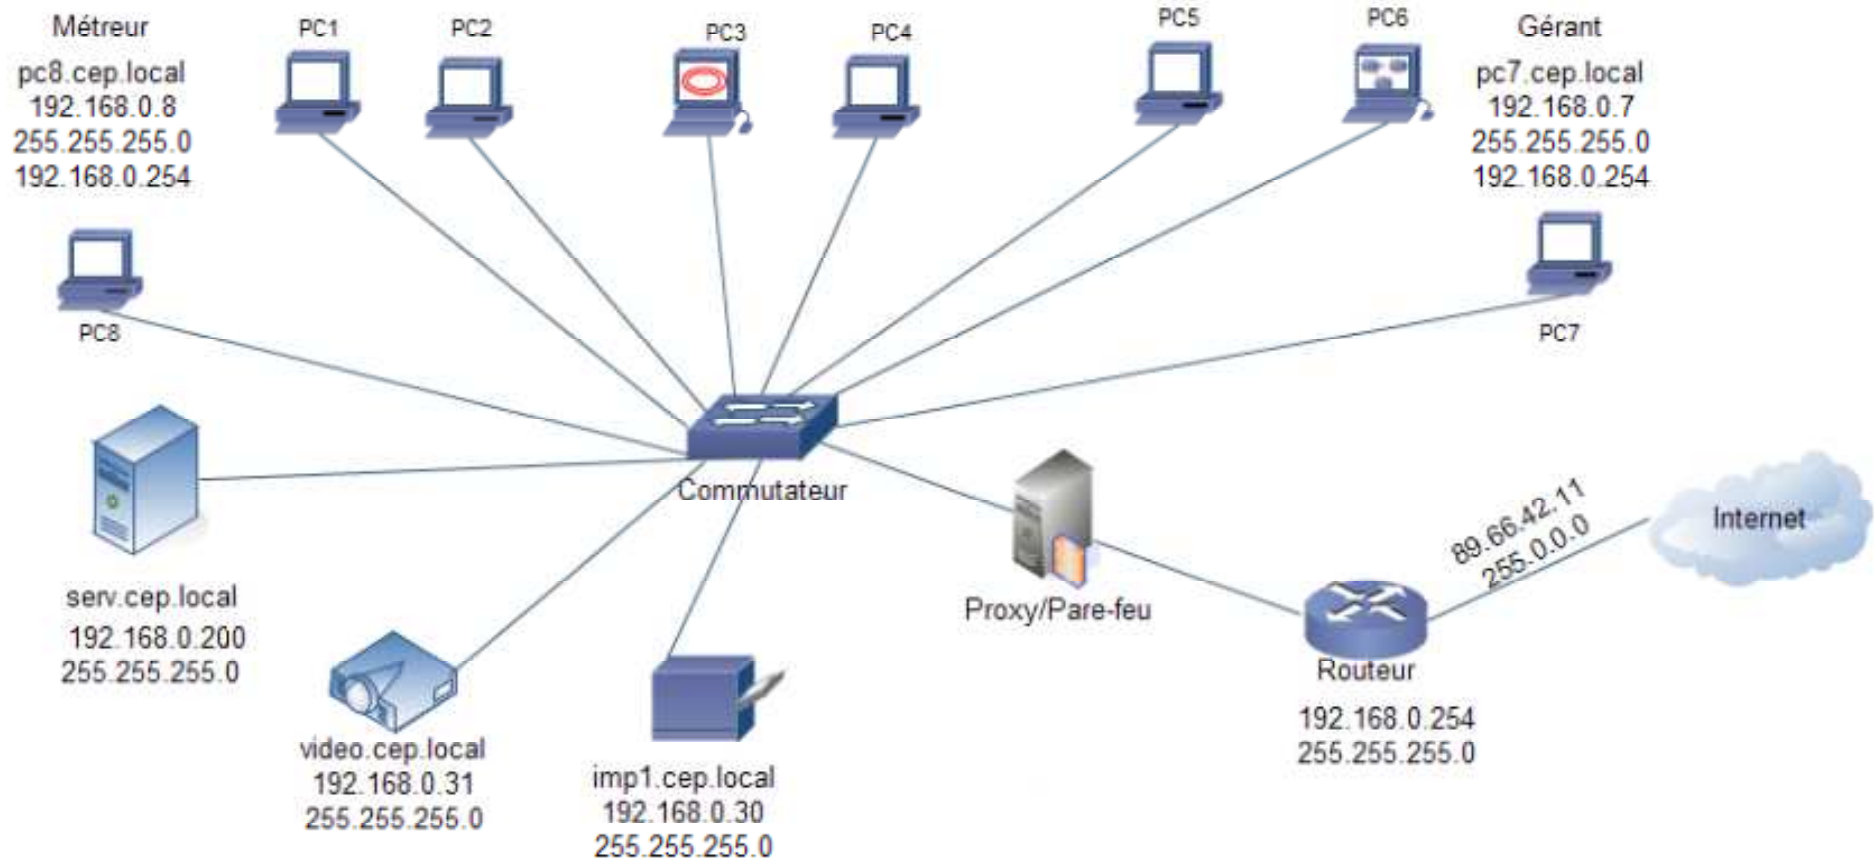 Métreur
pc8.cep.local
192.168.0.8
255.255.255.0
192.168.0.254
PC1
PC2
PC3
PC4
PC5
PC6
Gérant
pc7.cep.local
192.168.0.7
255.255.255.0
192.168.0.254
PC8
PC7
Commutateur
serv.cep.local
192.168.0.200
255.255.255.0
video.cep.local
192.168.0.31
255.255.255.0
imp1.cep.local
192.168.0.30
255.255.255.0
Proxy/Pare-feu
Routeur
192.168.0.254
255.255.255.0
89.66.42.11
255.0.0.0
Internet